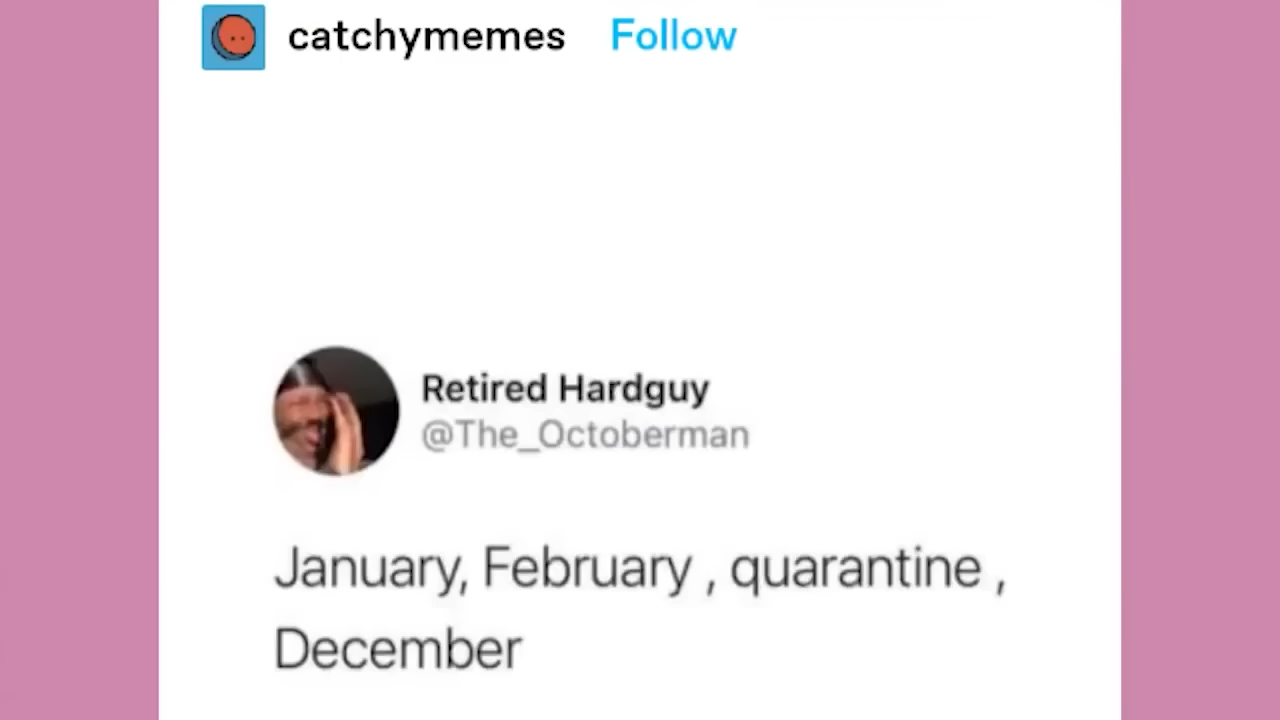 catchymemes Follow
Retired Hardguy
@The_Octoberman
January, February , quarantine ,
December